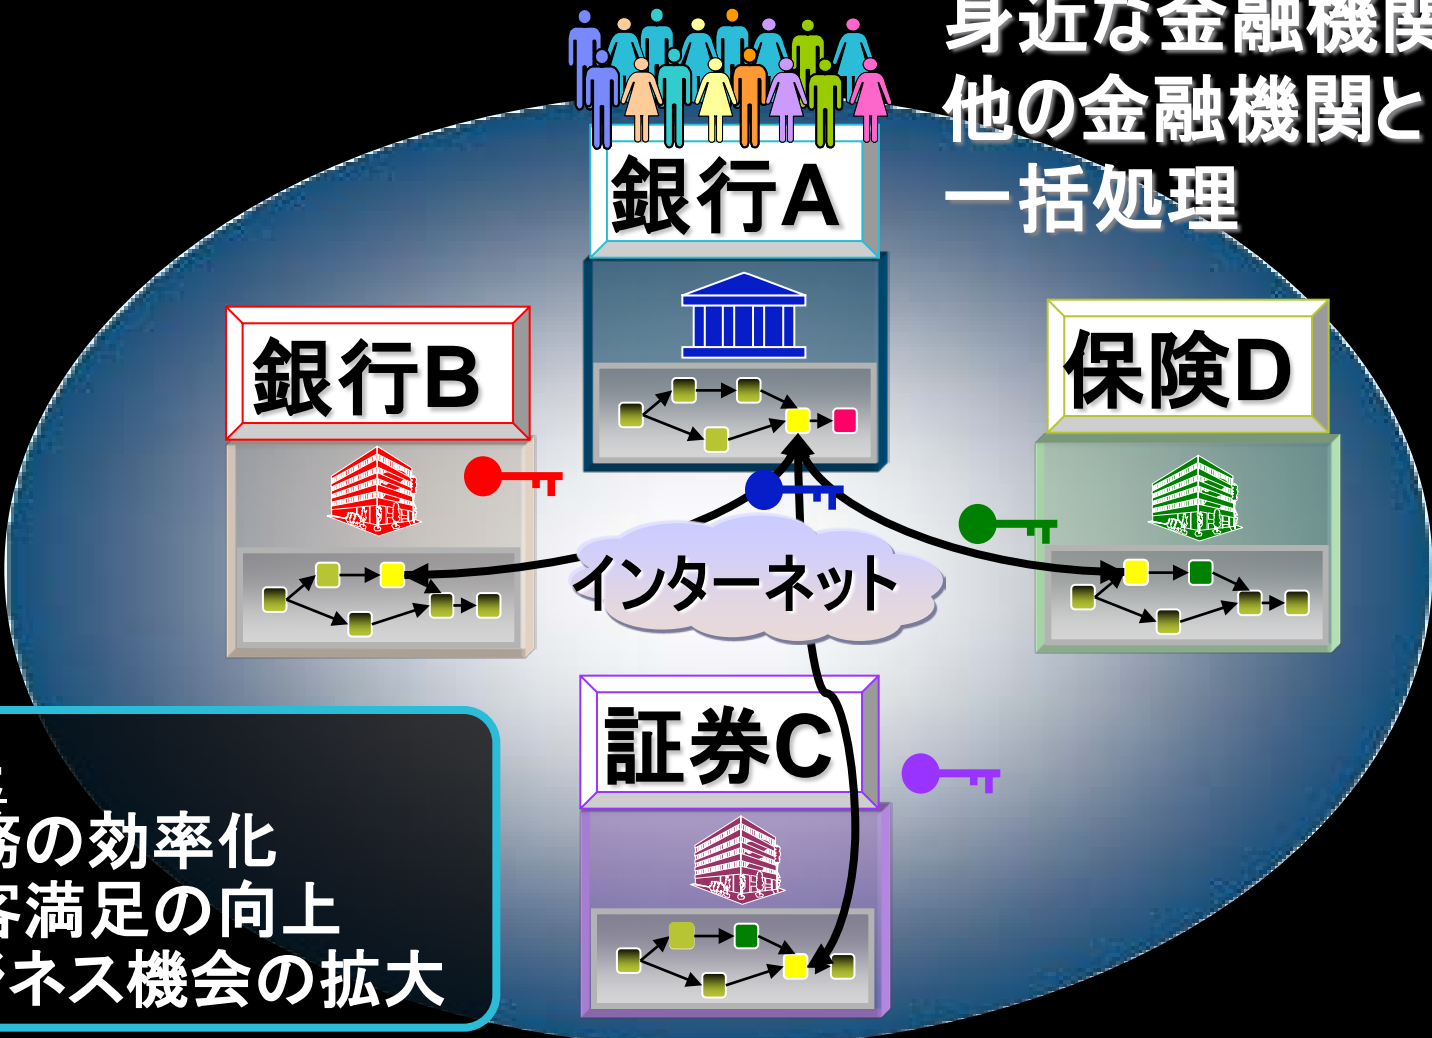 身近な金融機関
他の金融機関と
一括処理
銀行A
銀行B
保険D
インターネット
証券C
務の効率化
客満足の向上
ジネス機会の拡大